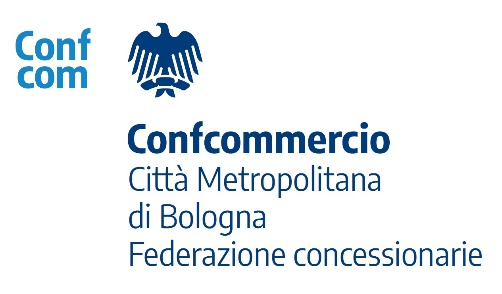 Conf
com
Confcommercio
Città Metropolitana
di Bologna
Federazione concessionarie